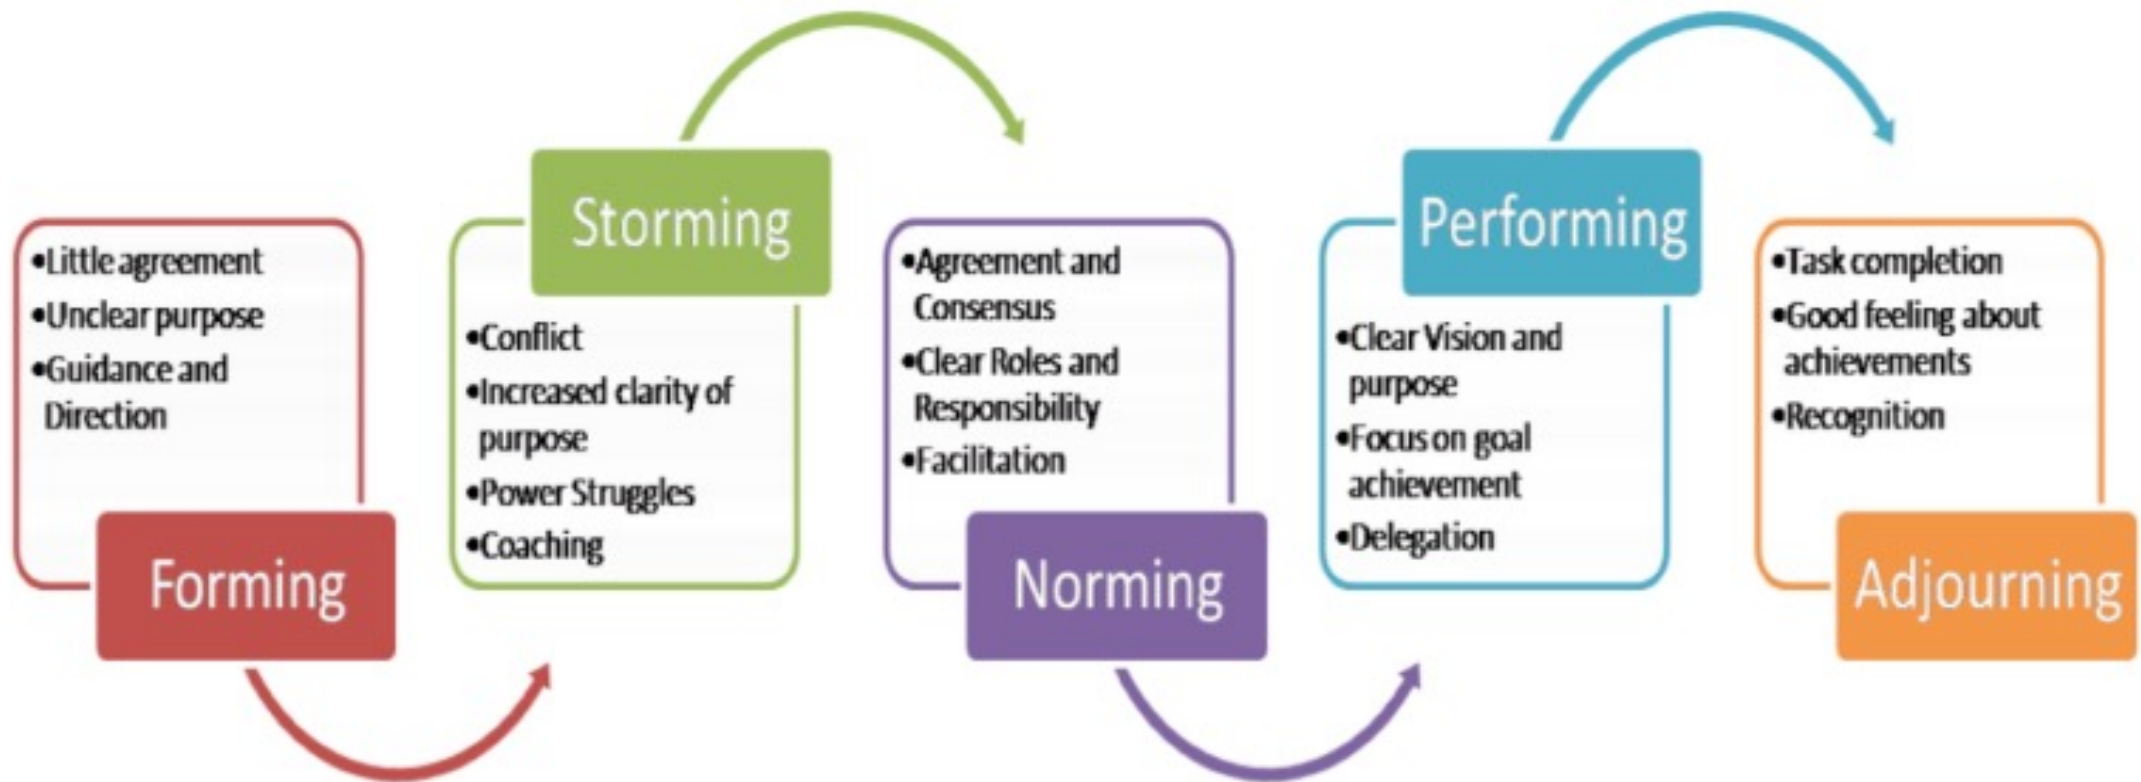 •Little agreement
•Unclear purpose
•Guidance and
Direction
Forming
Storming
•Conflict
•Increased clarity of
purpose
•Power Struggles
•Coaching
•Agreement and
Consensus
•Clear Roles and
Responsibility
•Facilitation
Norming
Performing
•Clear Vision and
purpose
•Focus on goal
achievement
•Delegation
•Task completion
•Good feeling about
achievements
•Recognition
Adjourning